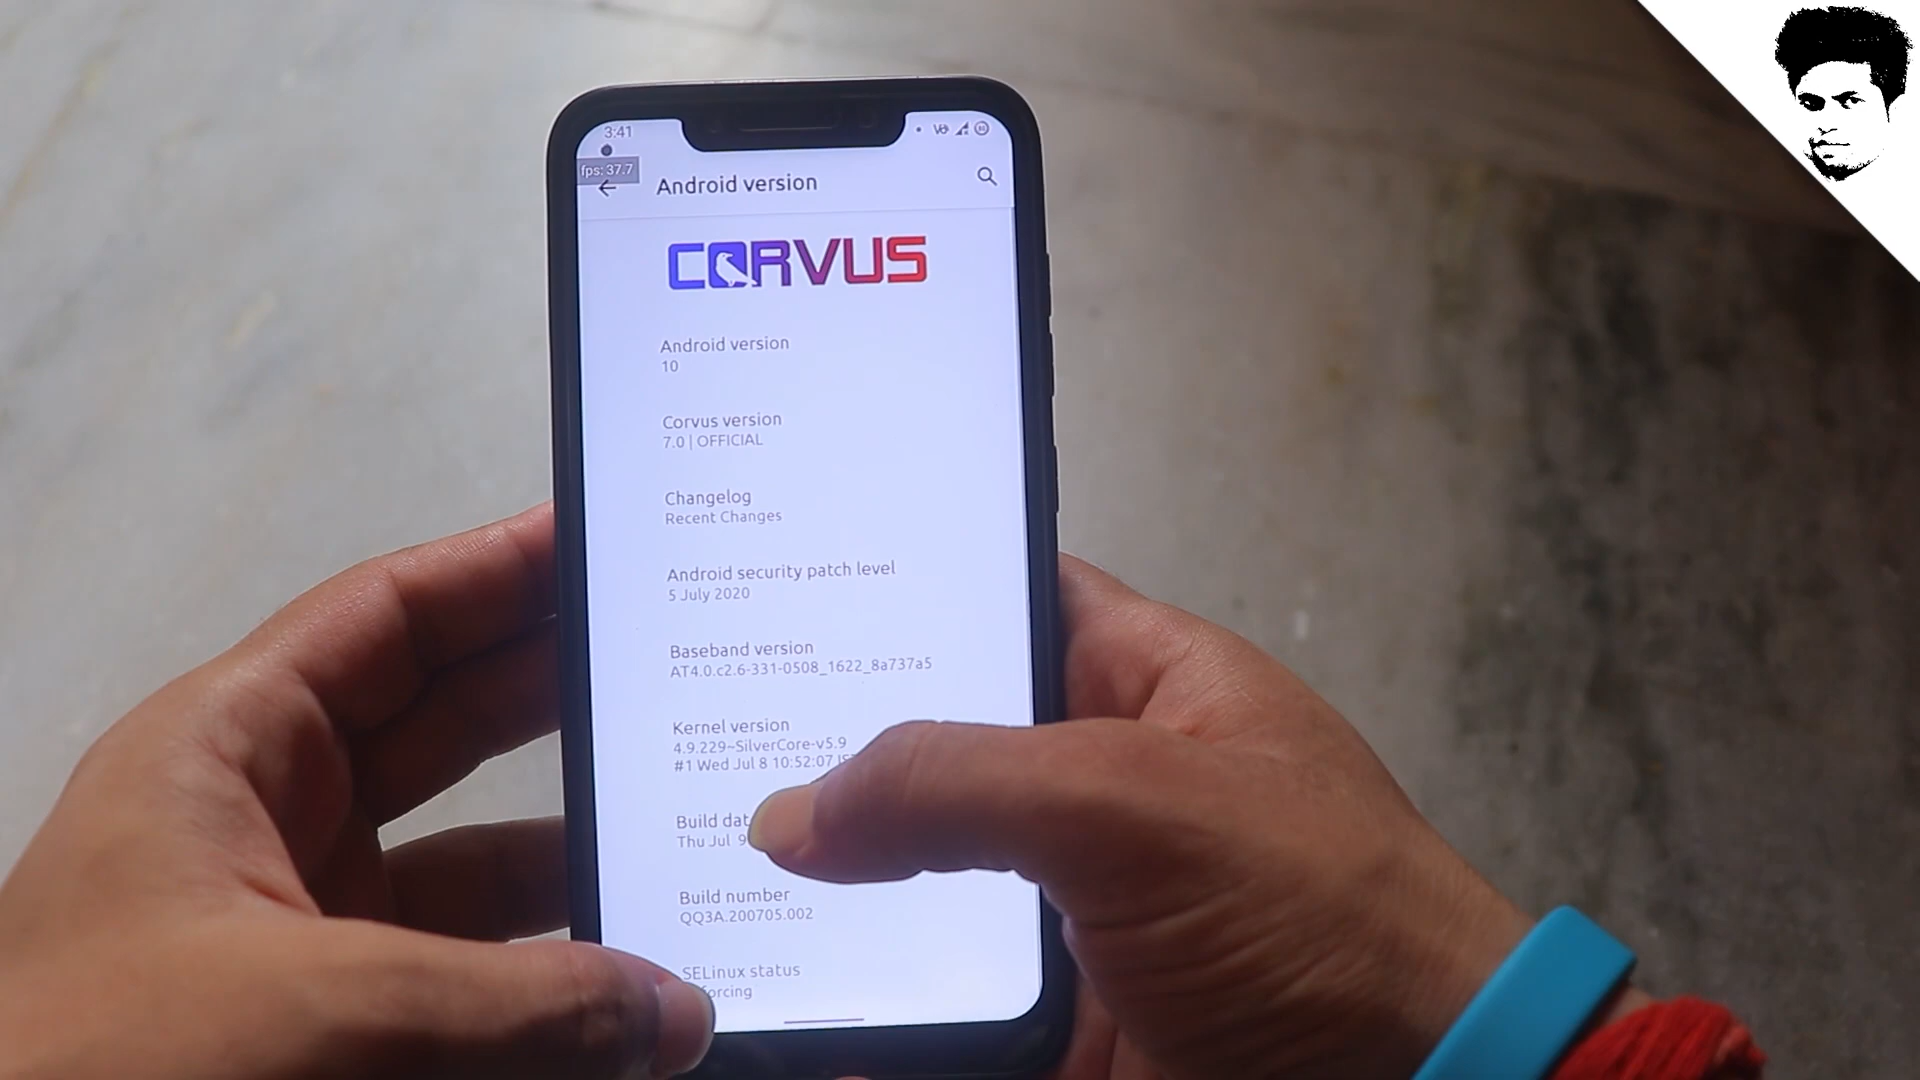 3:41
fps: 37.7
Android version
CORVUS
Android version
10
Corvus version
7.0 | OFFICIAL
Changelog
Recent Changes
Android security patch level
5 July 2020
Baseband version
AT4.0.c2.6-331-0508_1622_8a737a5
Kernel version
4.9.229~SilverCore-v5.9
#1 Wed Jul 8 10:52:07
Build dat
Thu Jul 9
Build number
QQ3A.200705.002
SELinux status
forcing